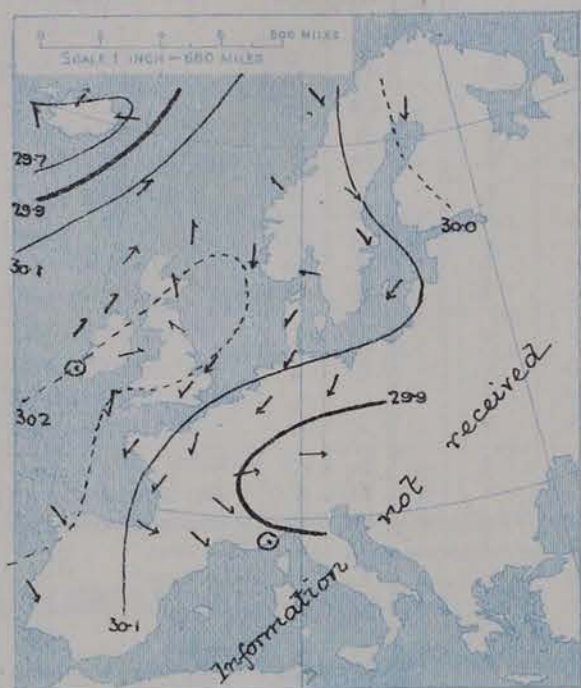 0
500 MILES
SCALE 1 INCH = 680 MILES
29.7
29.9
30.1
30.0
30.2
29.9
30.1
Information not received